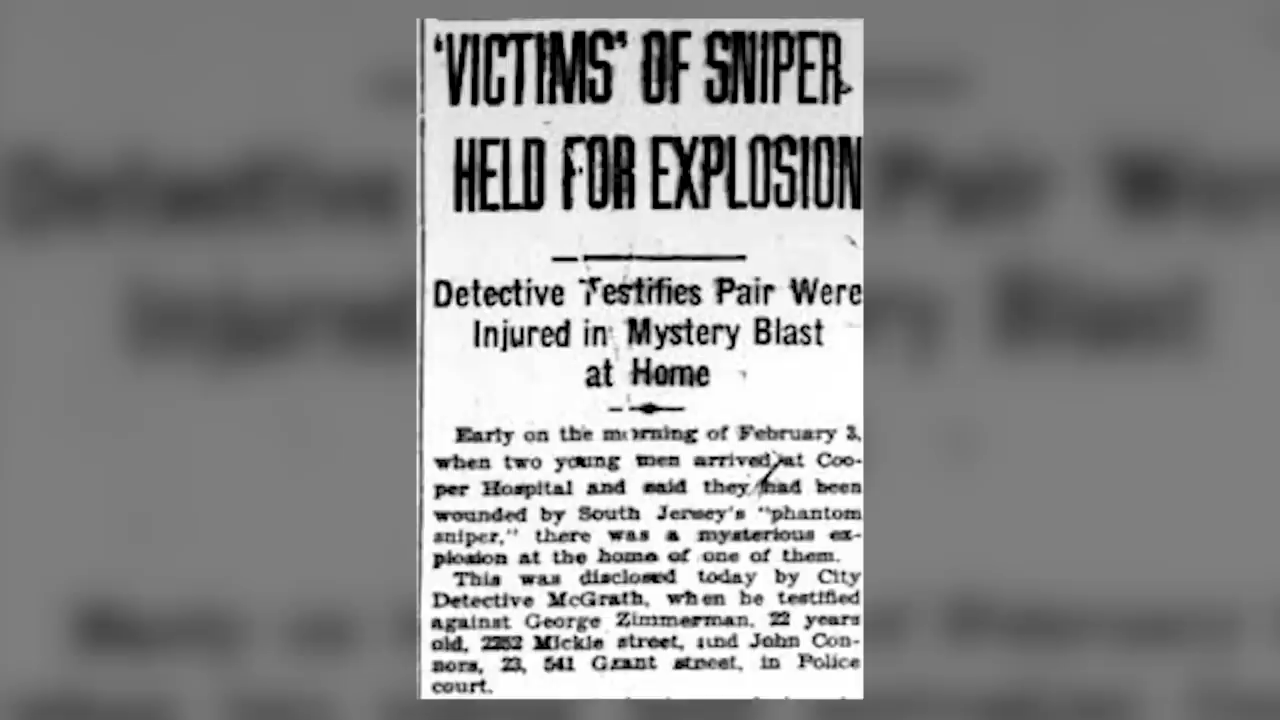 'VICTIMS' OF SNIPER
HELD FOR EXPLOSION
Detective Testifies Pair Were
Injured in Mystery Blast
at Home
Early on the morning of February 3,
when two young men arrived at Coo-
per Hospital and said they had been
wounded by South Jersey's "phantom
sniper," there was a mysterious ex-
plosion at the home of one of them.
This was disclosed today by City
Detective McGrath, when he testified
against George Zimmerman, 22 years
old, 2252 Mickle street, and John Con-
nors, 23, 541 Grant street, in Police
court.